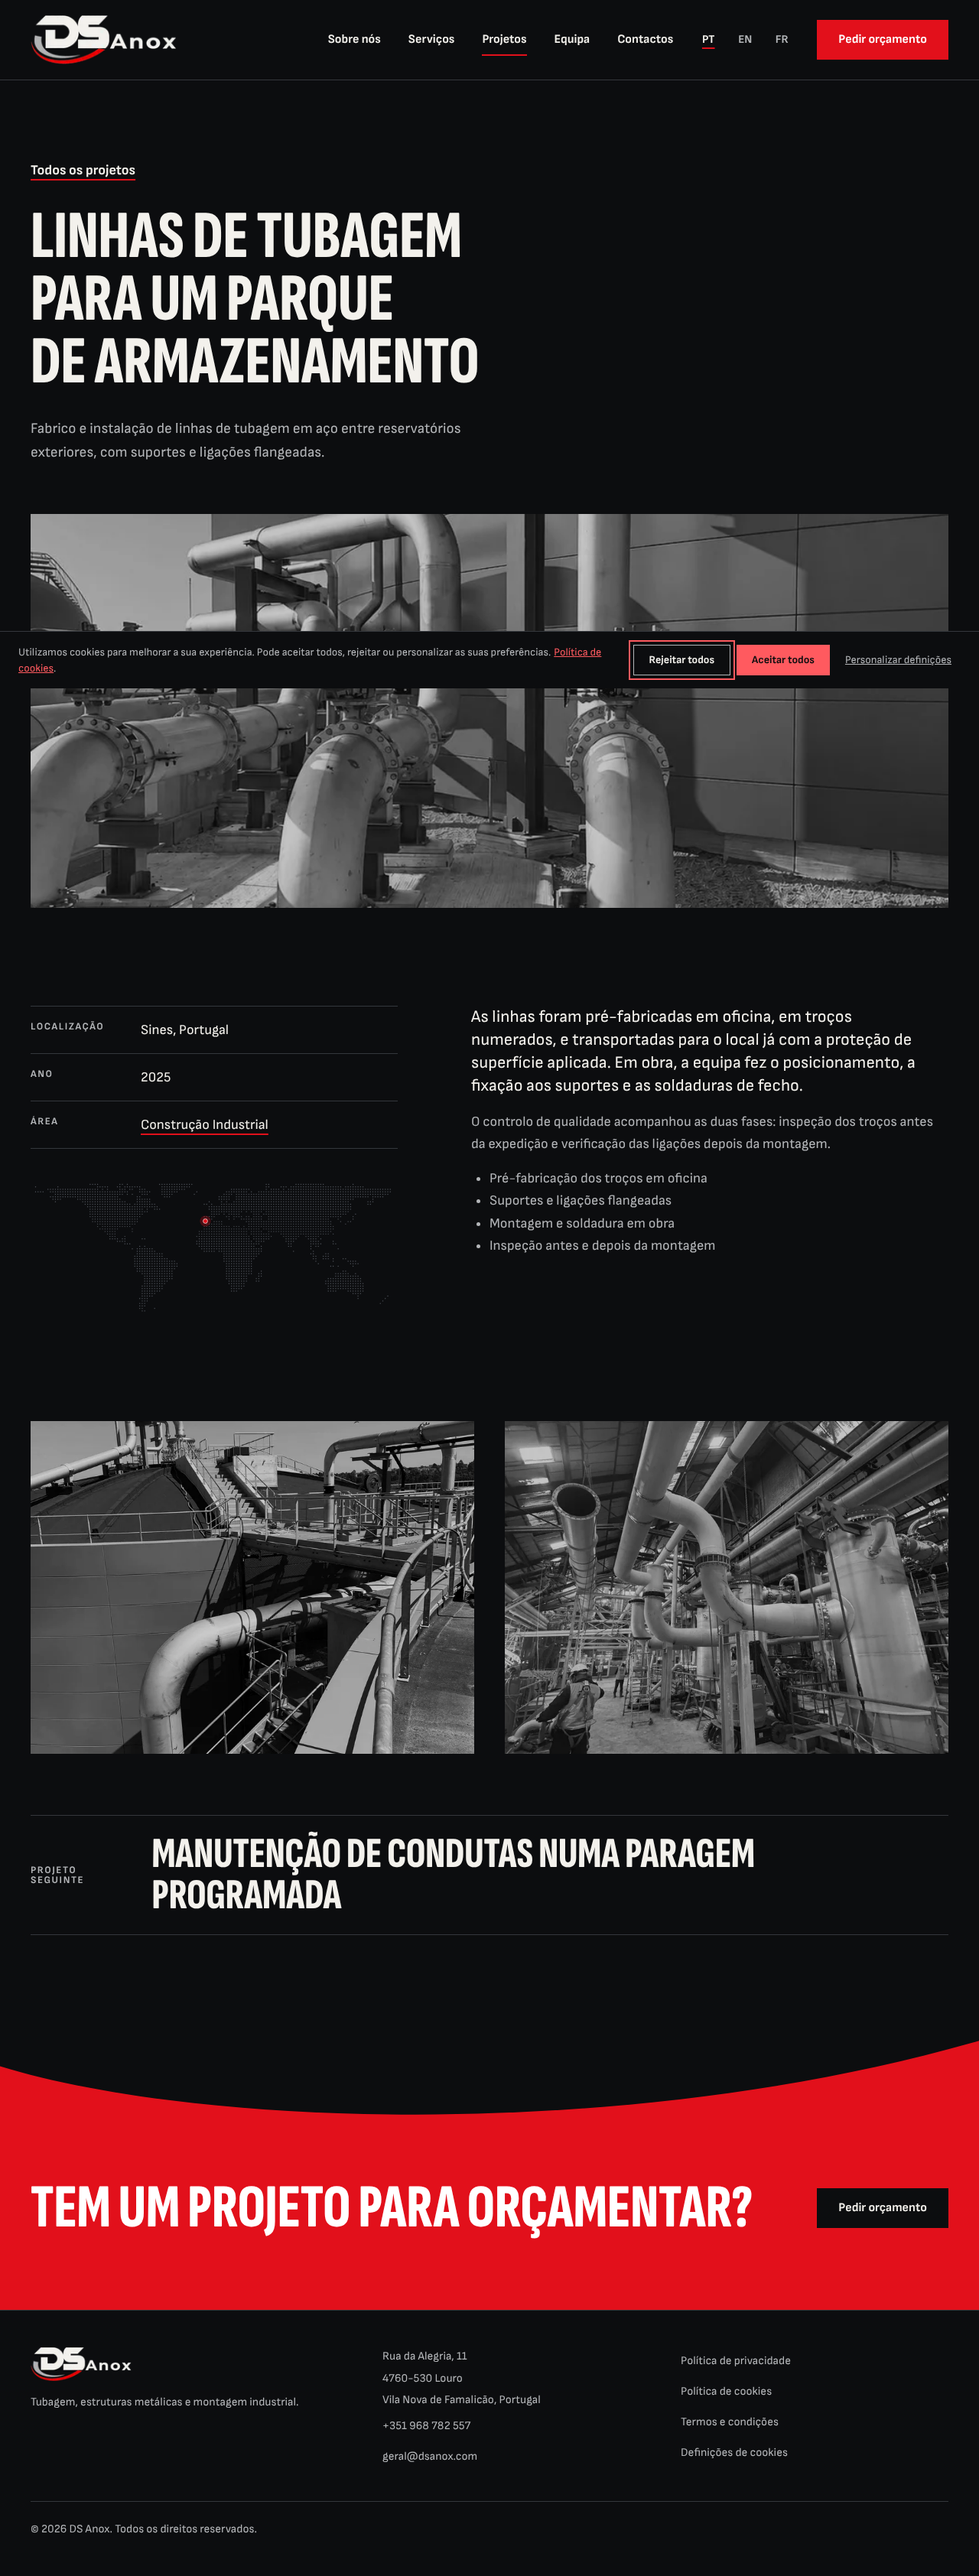 DS Anox
Sobre nós
Serviços
Projetos
Equipa
Contactos
PT
EN
FR
Pedir orçamento
Todos os projetos
LINHAS DE TUBAGEM
PARA UM PARQUE
DE ARMAZENAMENTO
Fabrico e instalação de linhas de tubagem em aço entre reservatórios
exteriores, com suportes e ligações flangeadas.
Utilizamos cookies para melhorar a sua experiência. Pode aceitar todos, rejeitar ou personalizar as suas preferências. Política de
cookies.
Rejeitar todos
Aceitar todos
Personalizar definições
LOCALIZAÇÃO
Sines, Portugal
ANO
2025
ÁREA
Construção Industrial
As linhas foram pré-fabricadas em oficina, em troços
numerados, e transportadas para o local já com a proteção de
superfície aplicada. Em obra, a equipa fez o posicionamento, a
fixação aos suportes e as soldaduras de fecho.
O controlo de qualidade acompanhou as duas fases: inspeção dos troços antes
da expedição e verificação das ligações depois da montagem.
• Pré-fabricação dos troços em oficina
• Suportes e ligações flangeadas
• Montagem e soldadura em obra
• Inspeção antes e depois da montagem
PROJETO
SEGUINTE
MANUTENÇÃO DE CONDUTAS NUMA PARAGEM
PROGRAMADA
TEM UM PROJETO PARA ORÇAMENTAR?
Pedir orçamento
DS Anox
Tubagem, estruturas metálicas e montagem industrial.
Rua da Alegria, 11
4760-530 Louro
Vila Nova de Famalicão, Portugal
+351 968 782 557
geral@dsanox.com
Política de privacidade
Política de cookies
Termos e condições
Definições de cookies
© 2026 DS Anox. Todos os direitos reservados.